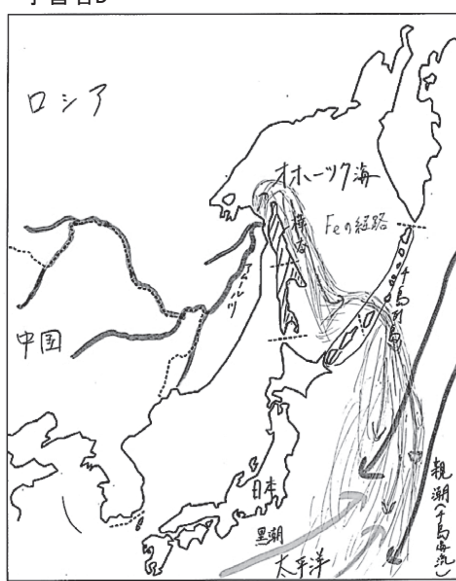 学習者D
ロシア
オホーツク海
樺太
Feの経路
アムール川
千島列島
中国
日本
黒潮
太平洋
親潮(千島海流)